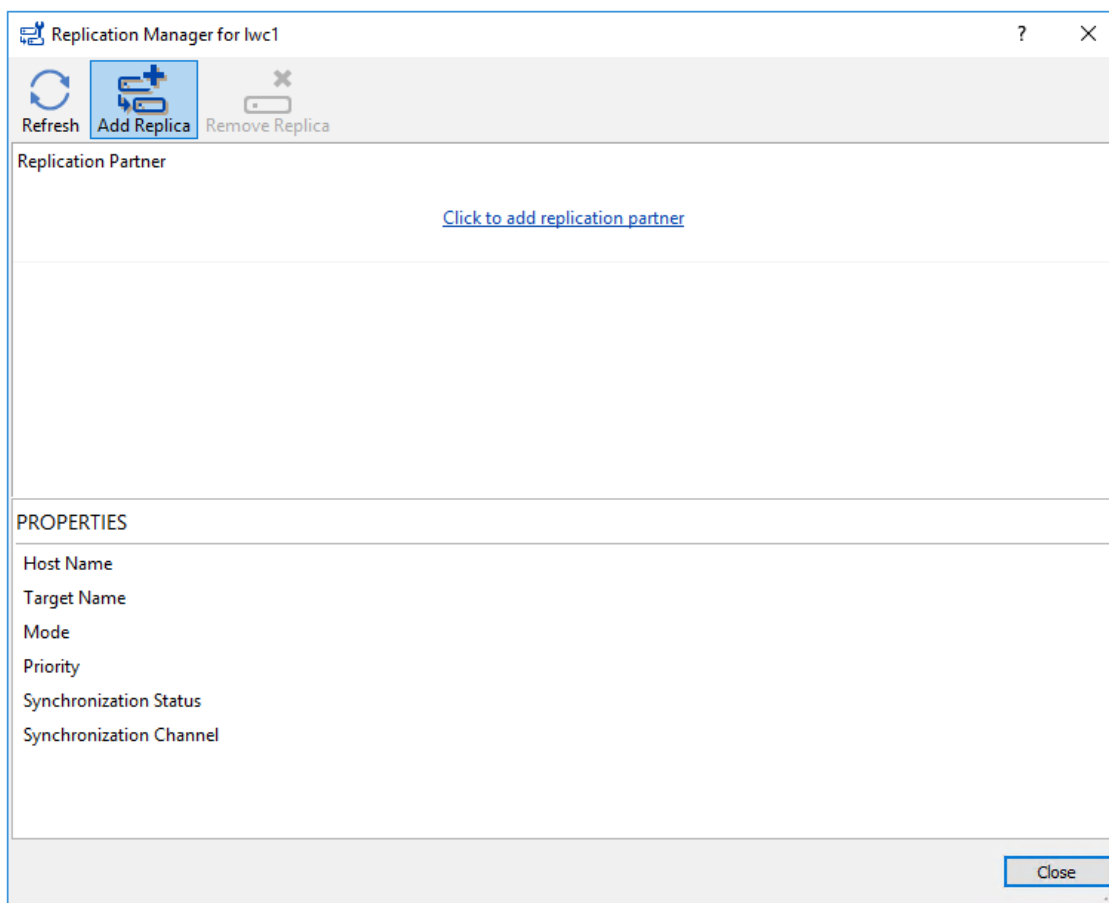 Replication Manager for lwc1
?
Refresh Add Replica Remove Replica
Replication Partner
Click to add replication partner
PROPERTIES
Host Name
Target Name
Mode
Priority
Synchronization Status
Synchronization Channel
Close